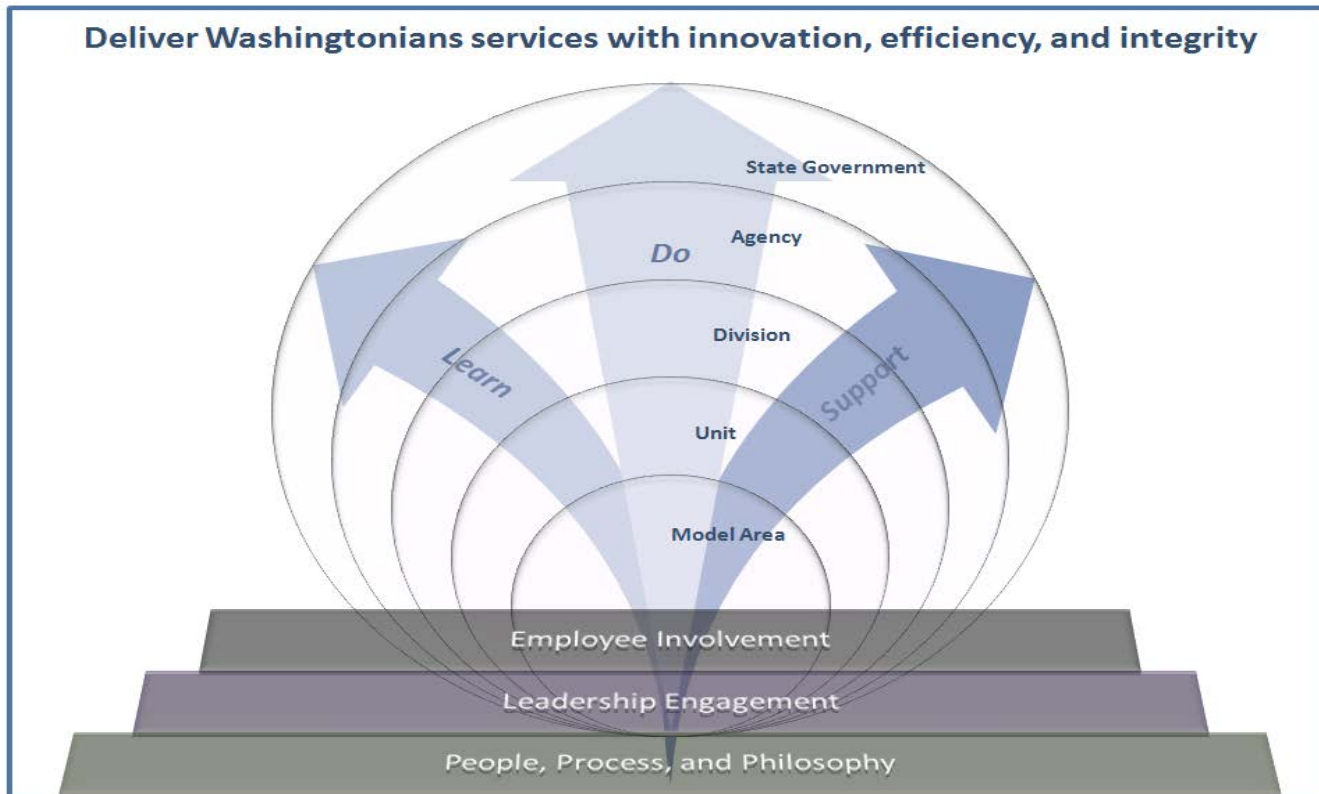 Deliver Washingtonians services with innovation, efficiency, and integrity
State Government
Agency
Do
Division
Learn
Support
Unit
Model Area
Employee Involvement
Leadership Engagement
People, Process, and Philosophy